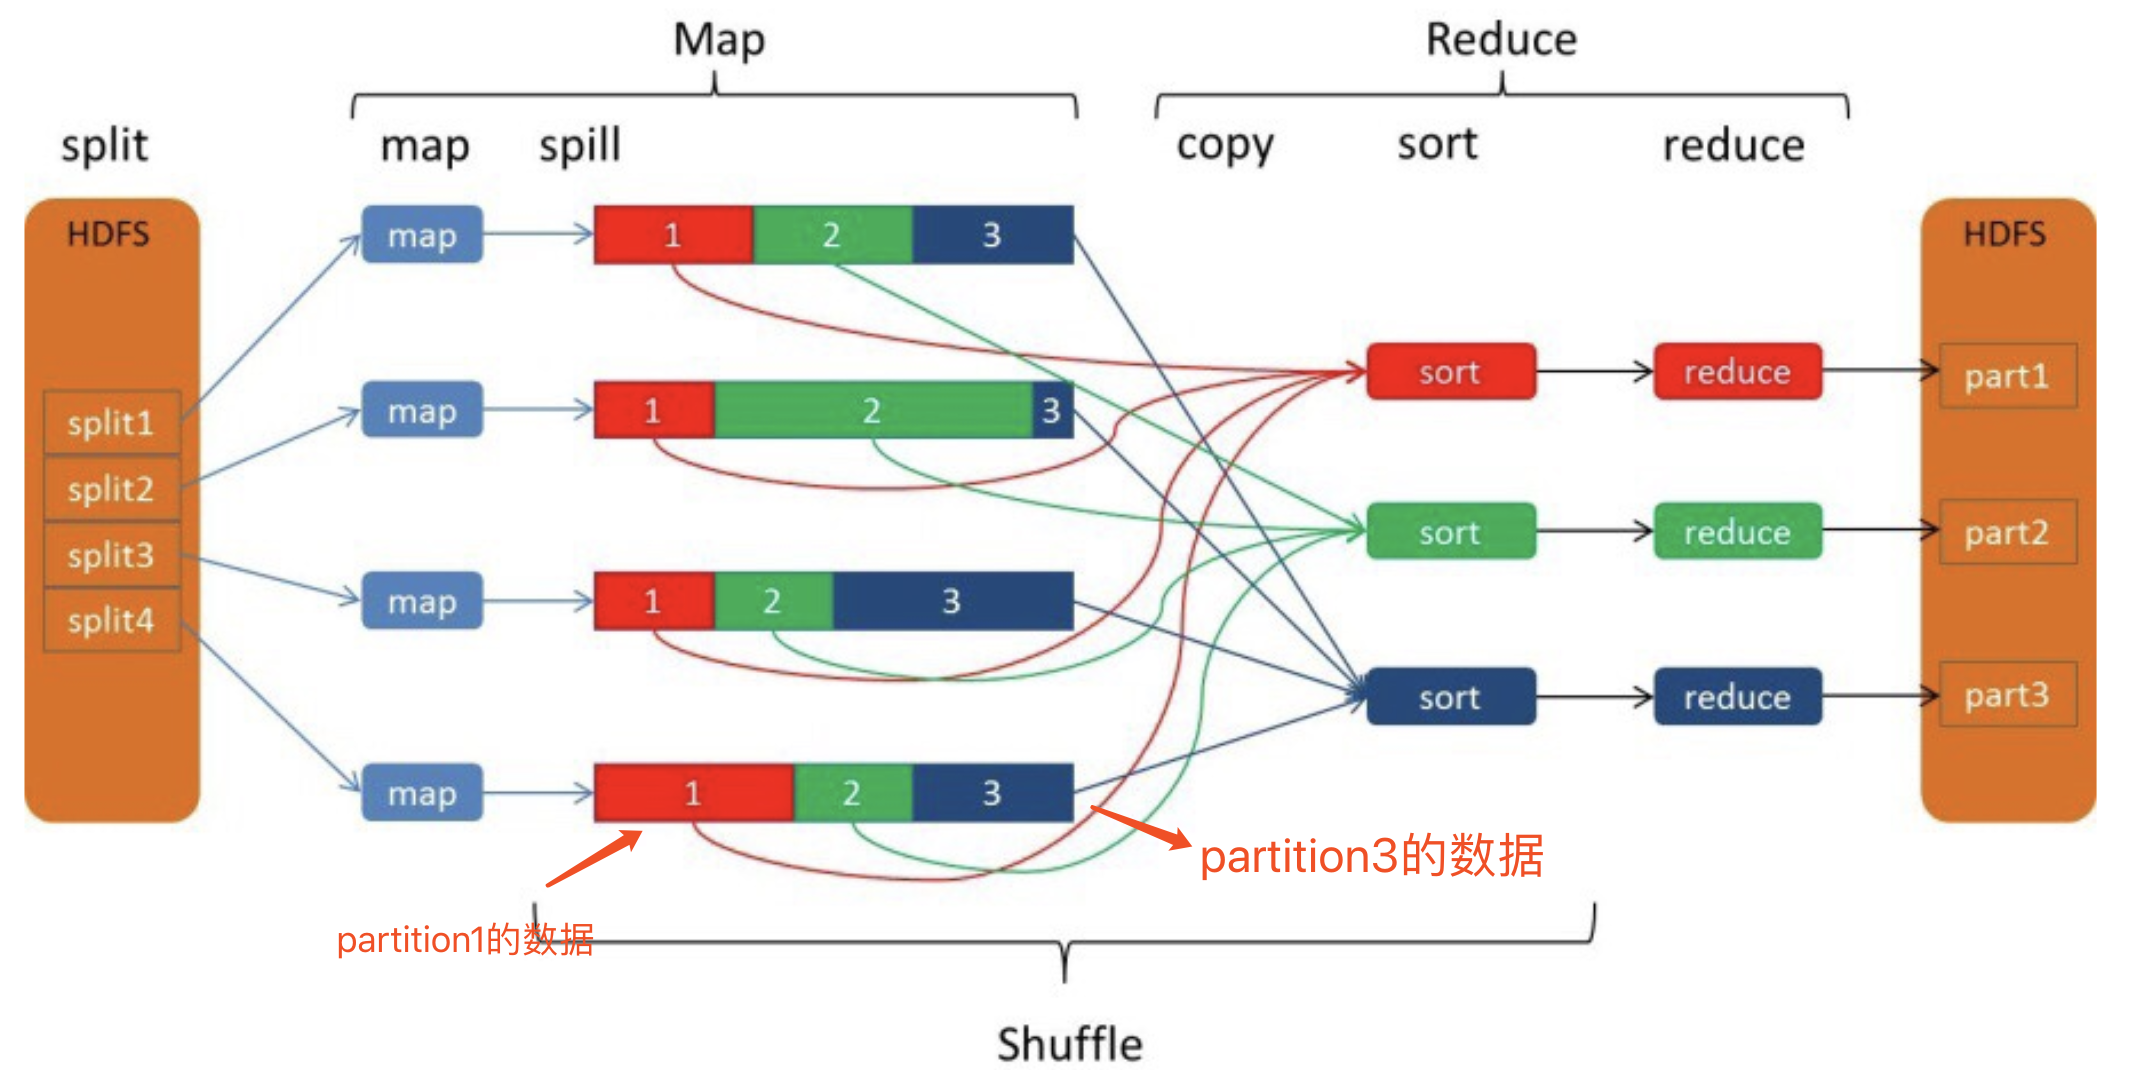 Map
Reduce
split
map
spill
copy
sort
reduce
HDFS
split1
split2
split3
split4
map
1
2
3
map
1
2
3
map
1
2
3
map
1
2
3
sort
reduce
sort
reduce
sort
reduce
HDFS
part1
part2
part3
partition3的数据
partition1的数据
Shuffle